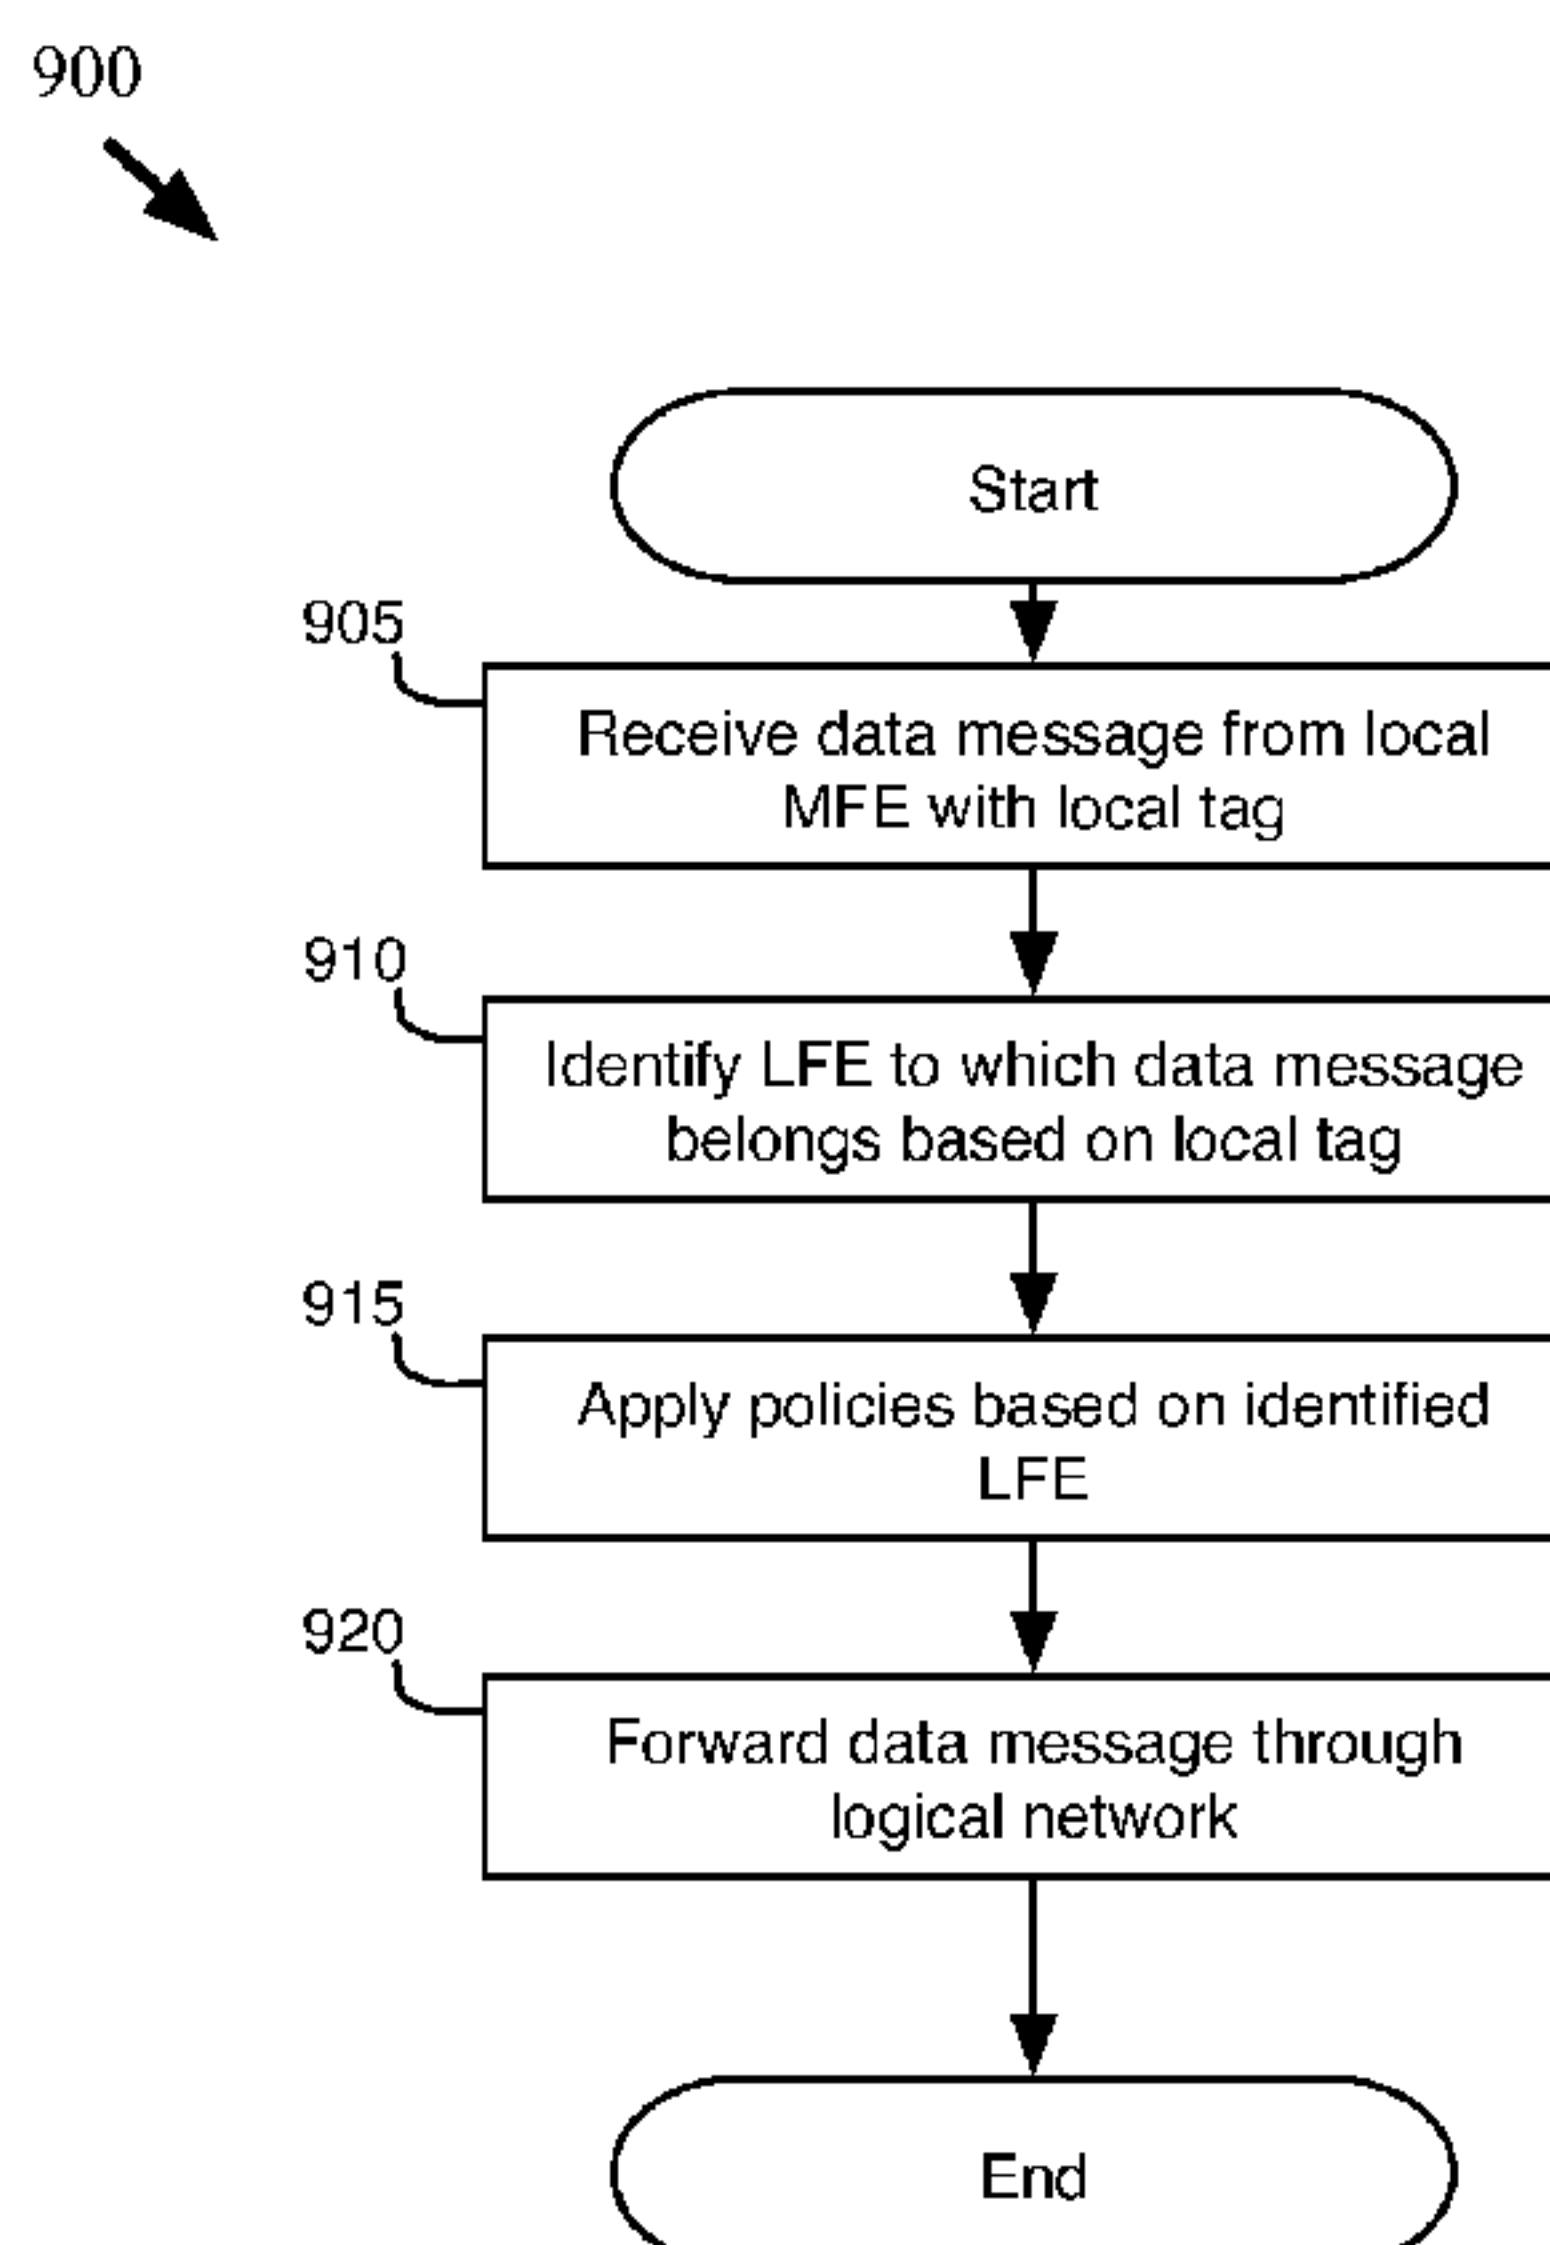 900
Start
905
Receive data message from local
MFE with local tag
910
Identify LFE to which data message
belongs based on local tag
915
Apply policies based on identified
LFE
920
Forward data message through
logical network
End